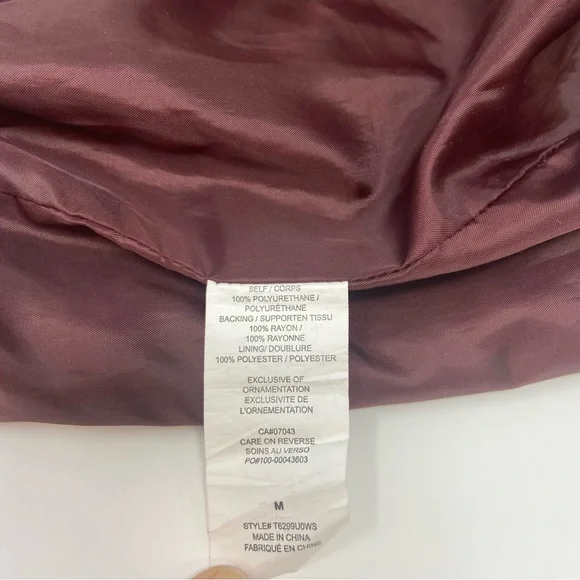 SELF / CORPS
100% POLYURETHANE /
POLYURÉTHANE
BACKING / SUPPORTEN TISSU
100% RAYON /
100% RAYONNE
LINING/ DOUBLURE
100% POLYESTER / POLYESTER
EXCLUSIVE OF
ORNAMENTATION
EXCLUSIVITE DE
L'ORNEMENTATION
CA#07043
CARE ON REVERSE
SOINS AU VERSO
PO#100-00043603
M
STYLE# T6299U0WS
MADE IN CHINA
FABRIQUÉ EN CHINE